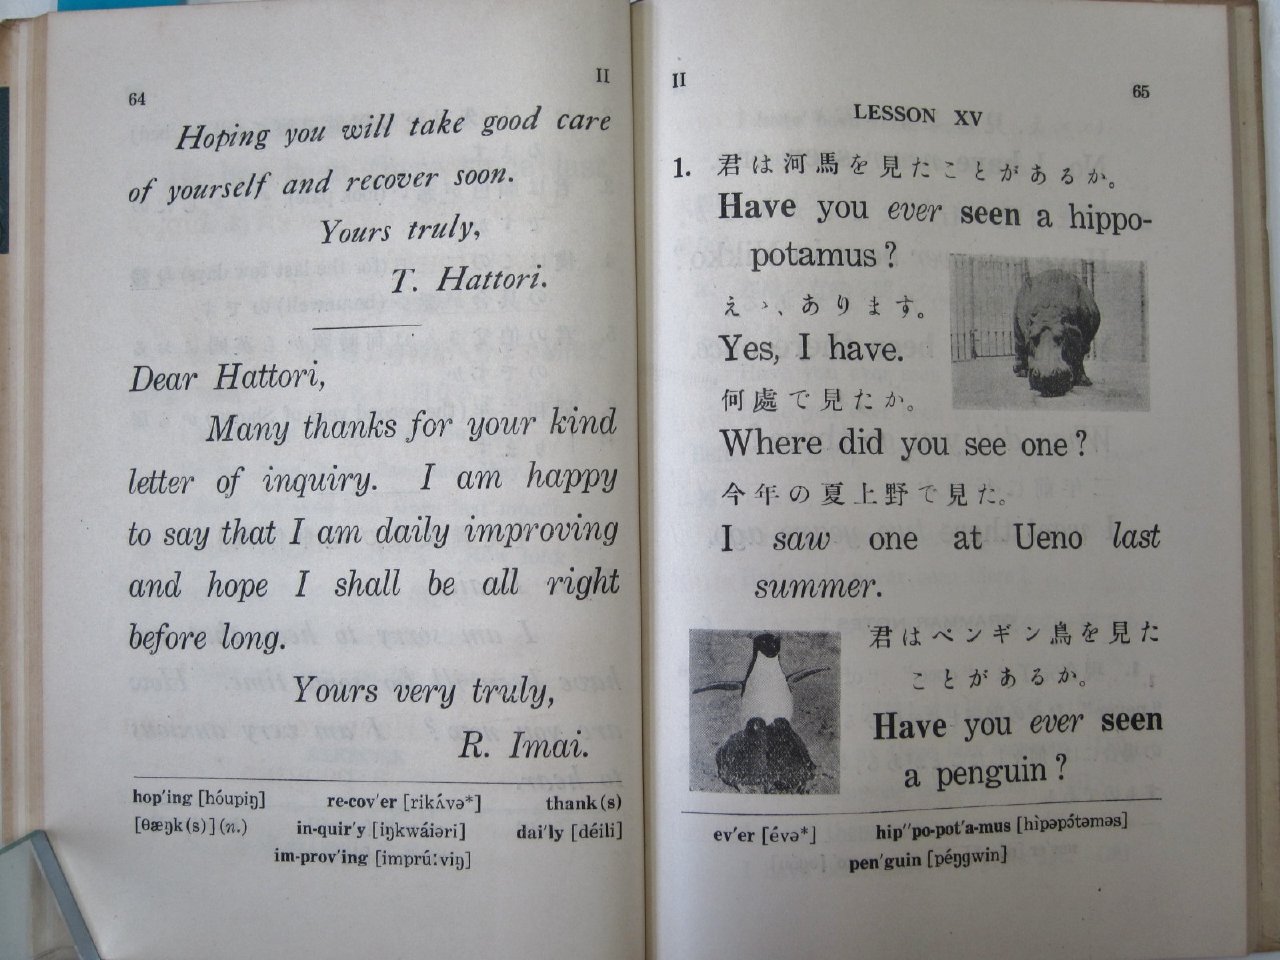 64
II
Hoping you will take good care
of yourself and recover soon.
Yours truly,
T. Hattori.
Dear Hattori,
Many thanks for your kind
letter of inquiry. I am happy
to say that I am daily improving
and hope I shall be all right
before long.
Yours very truly,
R. Imai.
hop′ing [hóupiŋ] re-cov′er [rikʌ́və*] thank(s)
[θæŋk(s)](n.) in-quir′y [iŋkwáiəri] dai′ly [déili]
im-prov′ing [imprú:viŋ]
II
65
LESSON XV
1. 君は河馬を見たことがあるか。
Have you ever seen a hippo-
potamus?
えゝ、あります。
Yes, I have.
何處で見たか。
Where did you see one?
今年の夏上野で見た。
I saw one at Ueno last
summer.
君はペンギン鳥を見た
ことがあるか。
Have you ever seen
a penguin?
ev′er [évə*] hip″po-pot′a-mus [hìpəpɔ́təməs]
pen′guin [péŋgwin]